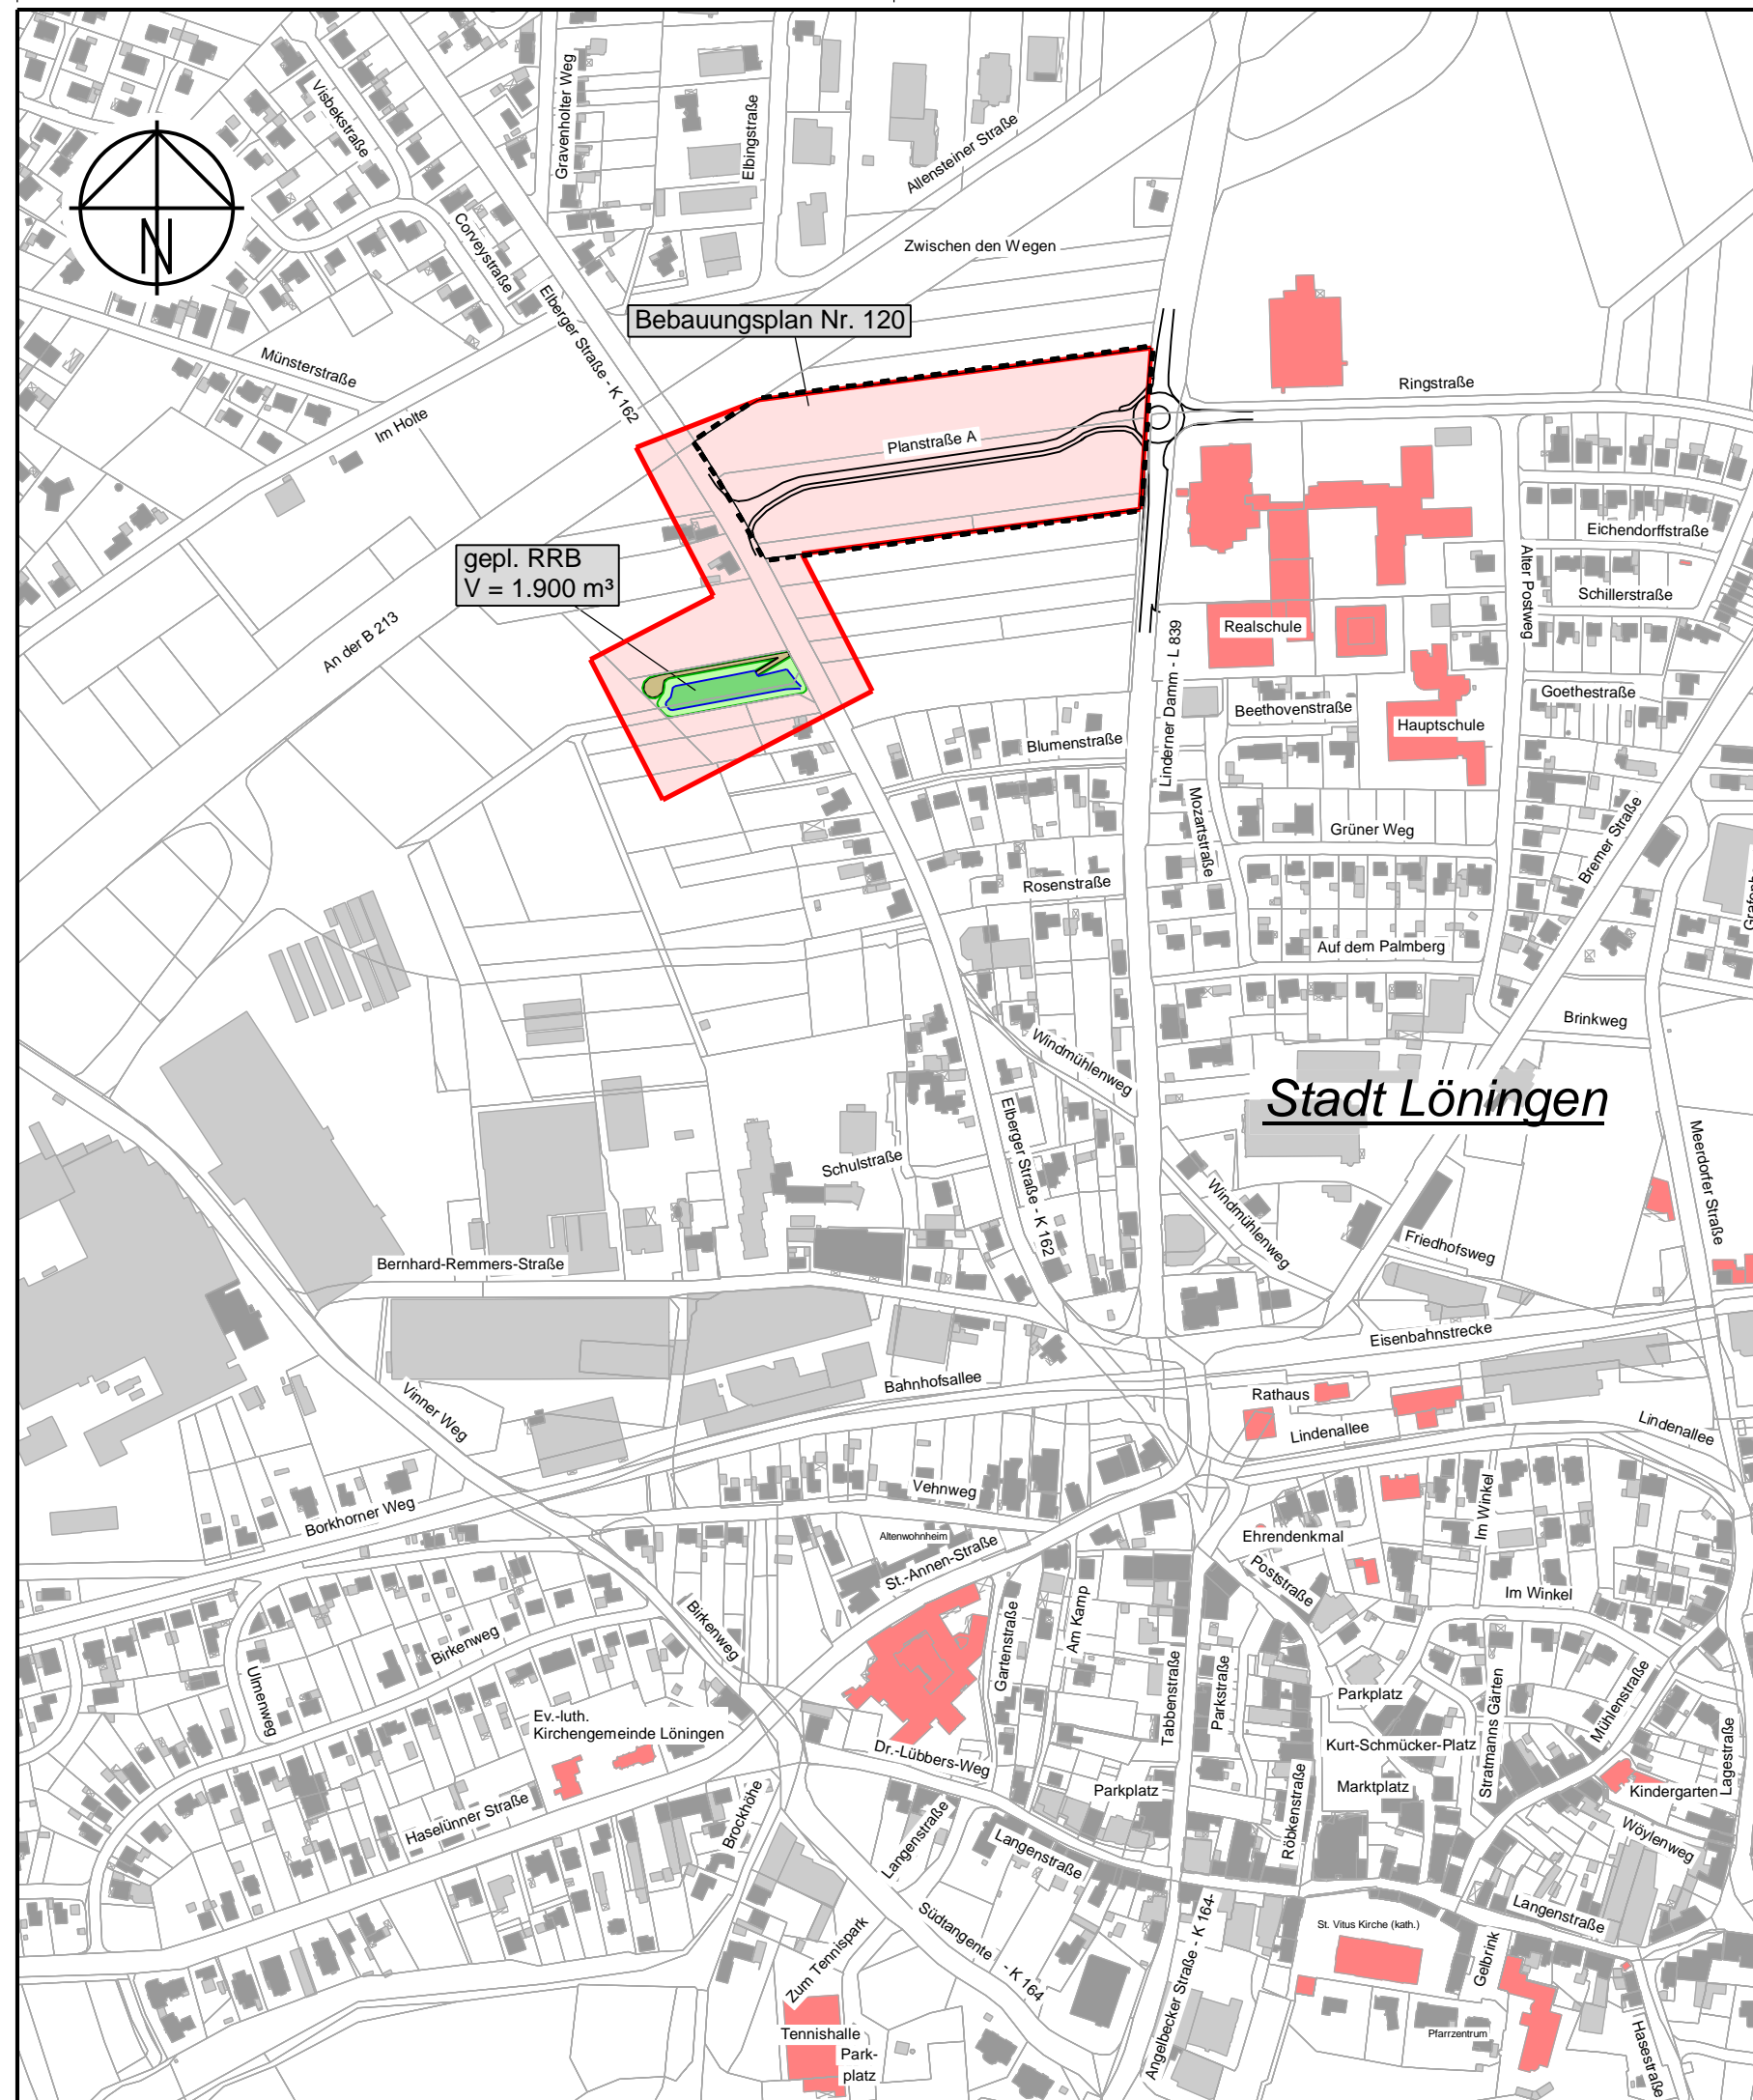 Visbekstraße
Gravenholter Weg
Elbingstraße
Allensteiner Straße
Corveystraße
Zwischen den Wegen
N
Elberger Straße - K 162
Bebauungsplan Nr. 120
Münsterstraße
Ringstraße
Im Holte
Planstraße A
Eichendorffstraße
gepl. RRB
V = 1.900 m³
Alter Postweg
Schillerstraße
An der B 213
Realschule
Linderner Damm - L 839
Goethestraße
Beethovenstraße
Hauptschule
Blumenstraße
Mozartstraße
Grüner Weg
Bremer Straße
Rosenstraße
Auf dem Palmberg
Brinkweg
Windmühlenweg
Stadt Löningen
Elberger Straße - K 162
Schulstraße
Meerdorfer Straße
Windmühlenweg
Friedhofsweg
Bernhard-Remmers-Straße
Eisenbahnstrecke
Bahnhofsallee
Rathaus
Vinner Weg
Lindenallee
Lindenallee
Vehnweg
Im Winkel
Borkhorner Weg
Altenwohnheim
Ehrendenkmal
St.-Annen-Straße
Poststraße
Im Winkel
Birkenweg
Am Kamp
Gartenstraße
Birkenweg
Ulmenweg
Tabbenstraße
Parkstraße
Parkplatz
Stratmanns Gärten
Mühlenstraße
Ev.-luth.
Kirchengemeinde Löningen
Kurt-Schmücker-Platz
Dr.-Lübbers-Weg
Lagestraße
Parkplatz
Marktplatz
Kindergarten
Röbkenstraße
Haselünner Straße
Brockhöhe
Langenstraße
Langenstraße
Wöylenweg
Langenstraße
Südtangente - K 164
St. Vitus Kirche (kath.)
Gelbrink
Zum Tennispark
Angelbecker Straße - K 164-
Tennishalle
Park-
platz
Pfarrzentrum
Hasestraße